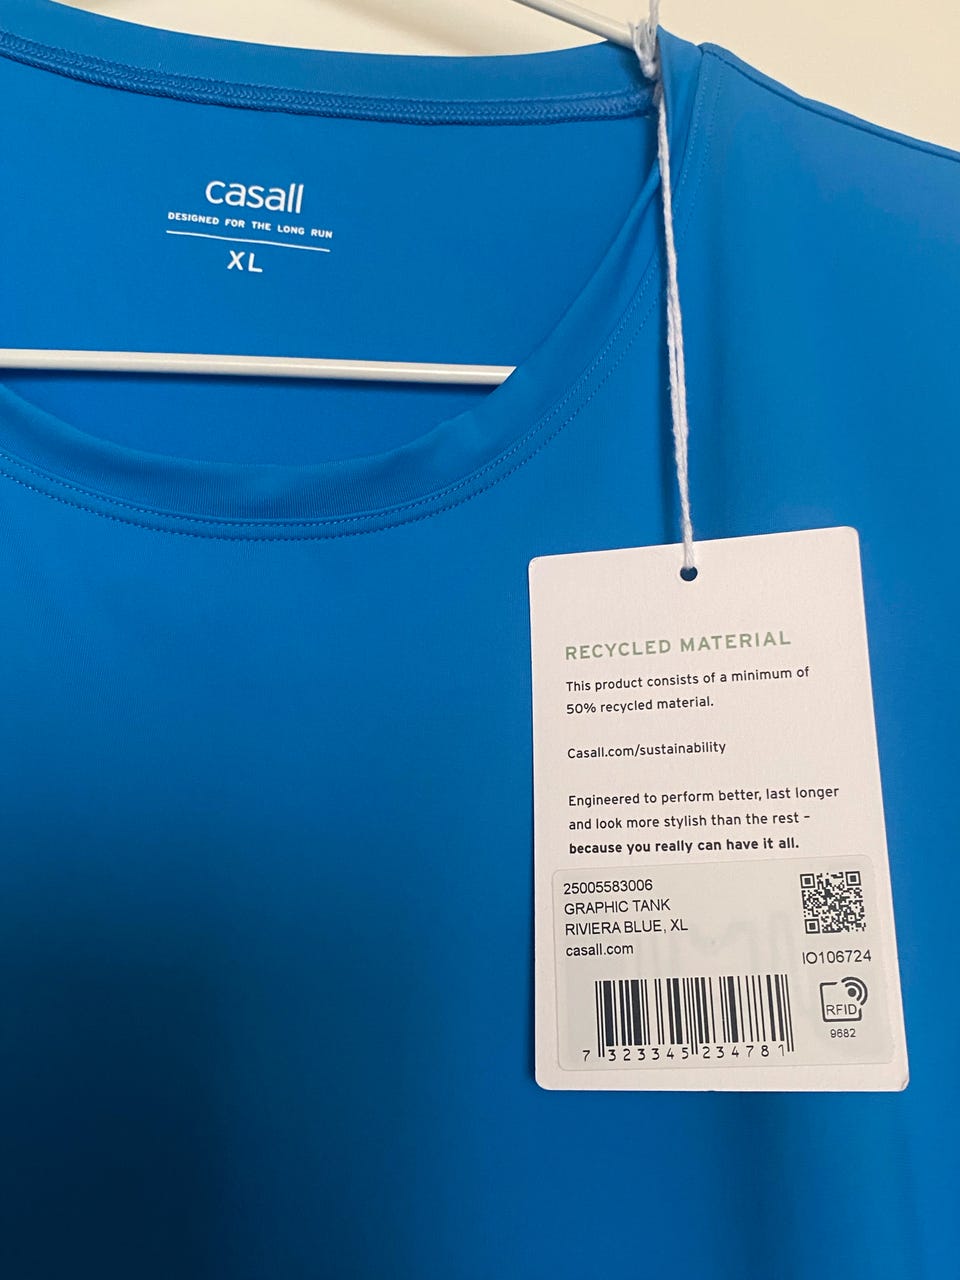 casall
DESIGNED FOR THE LONG RUN
XL
RECYCLED MATERIAL
This product consists of a minimum of
50% recycled material.
Casall.com/sustainability
Engineered to perform better, last longer
and look more stylish than the rest –
because you really can have it all.
25005583006
GRAPHIC TANK
RIVIERA BLUE, XL
casall.com
IO106724
RFID
9682
7 323345 234781